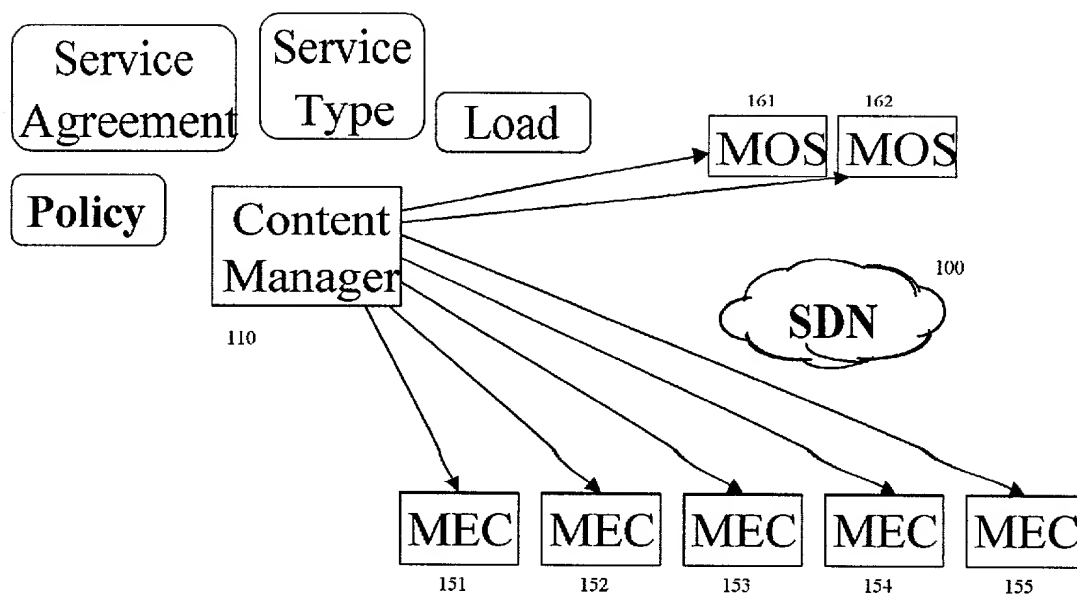 Service
Agreement
Service
Type
Load
Policy
Content
Manager
110
161
162
MOS
MOS
100
SDN
MEC
MEC
MEC
MEC
MEC
151
152
153
154
155